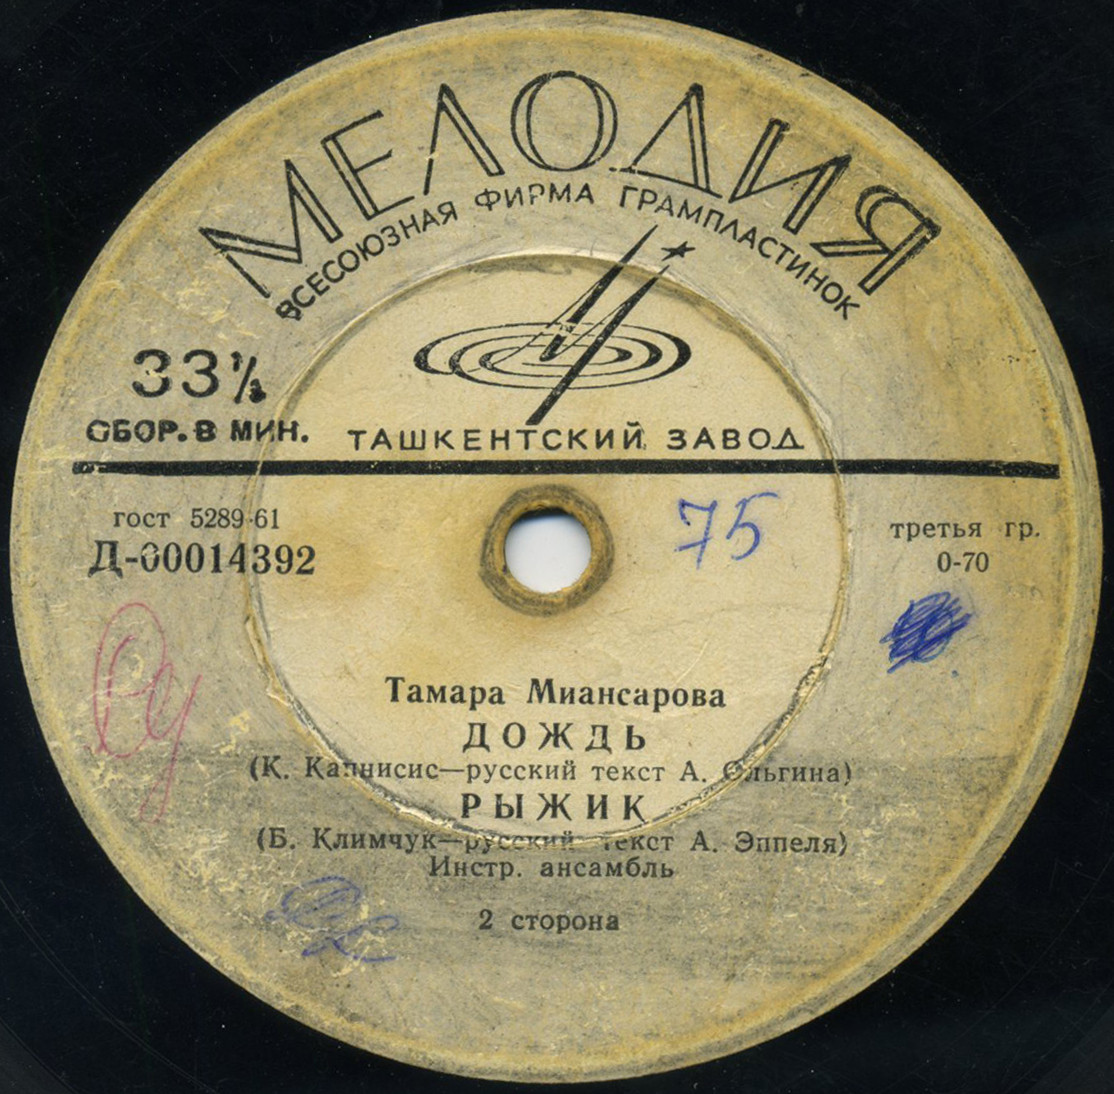 МЕЛОДИЯ
ВСЕСОЮЗНАЯ ФИРМА ГРАМПЛАСТИНОК
33⅓
ОБОР. В МИН.
ТАШКЕНТСКИЙ ЗАВОД
гост 5289-61
Д-00014392
75
третья гр.
0-70
Тамара Миансарова
ДОЖДЬ
(К. Капнисис—русский текст А. Ольгина)
РЫЖИК
(Б. Климчук—русский текст А. Эппеля)
Инстр. ансамбль
2 сторона